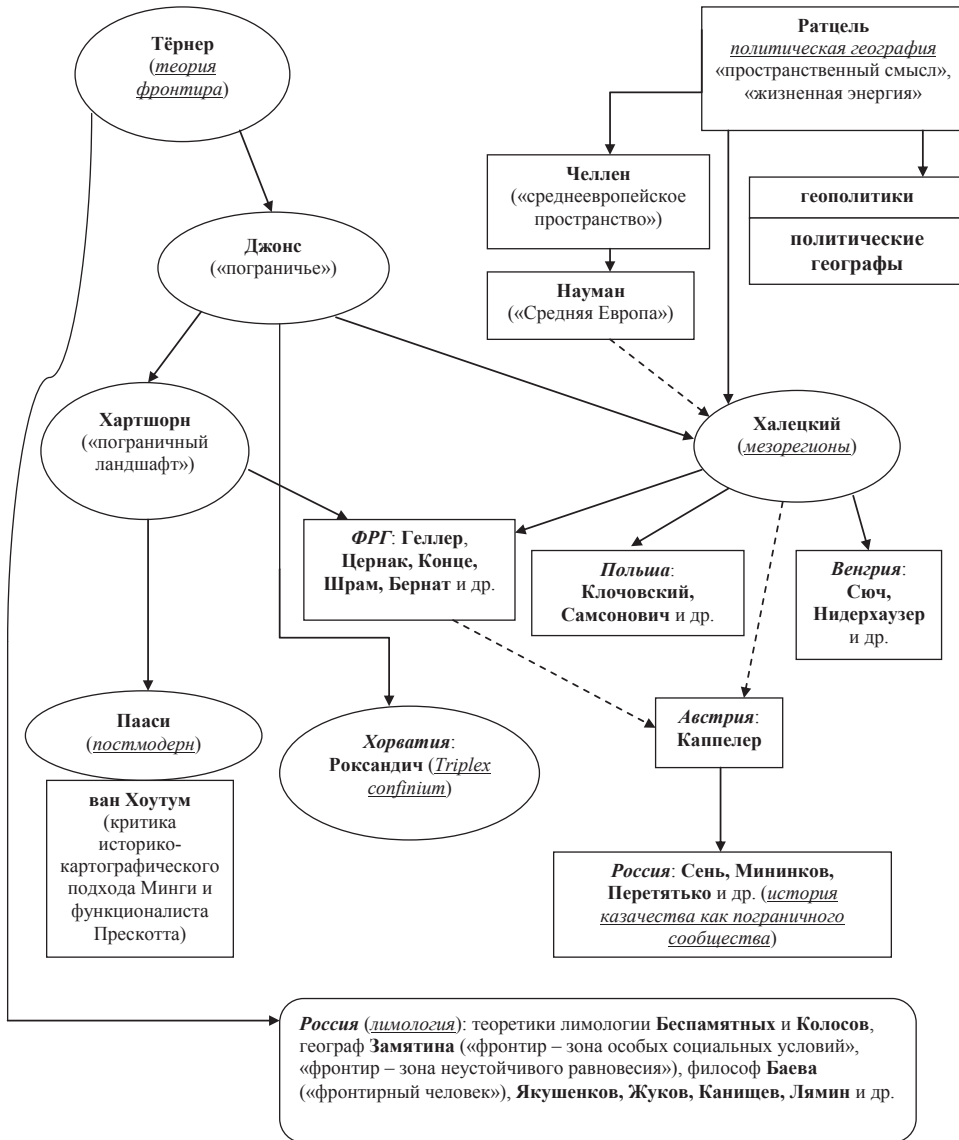 Тёрнер
(теория
фронтира)
Ратцель
политическая география
«пространственный смысл»,
«жизненная энергия»
Челлен
(«среднеевропейское
пространство»)
геополитики
политические
географы
Джонс
(«пограничье»)
Науман
(«Средняя Европа»)
Хартшорн
(«пограничный
ландшафт»)
Халецкий
(мезорегионы)
ФРГ: Геллер,
Цернак, Конце,
Шрам, Бернат и др.
Польша:
Клочовский,
Самсонович и др.
Венгрия:
Сюч,
Нидерхаузер
и др.
Пааси
(постмодерн)
Хорватия:
Роксандич (Triplex
confinium)
Австрия:
Каппелер
ван Хоутум
(критика
историко-
картографического
подхода Минги и
функционалиста
Прескотта)
Россия: Сень, Мининков,
Перетятько и др. (история
казачества как пограничного
сообщества)
Россия (лимология): теоретики лимологии Беспамятных и Колосов,
географ Замятина («фронтир – зона особых социальных условий»,
«фронтир – зона неустойчивого равновесия»), философ Баева
(«фронтирный человек»), Якушенков, Жуков, Канищев, Лямин и др.